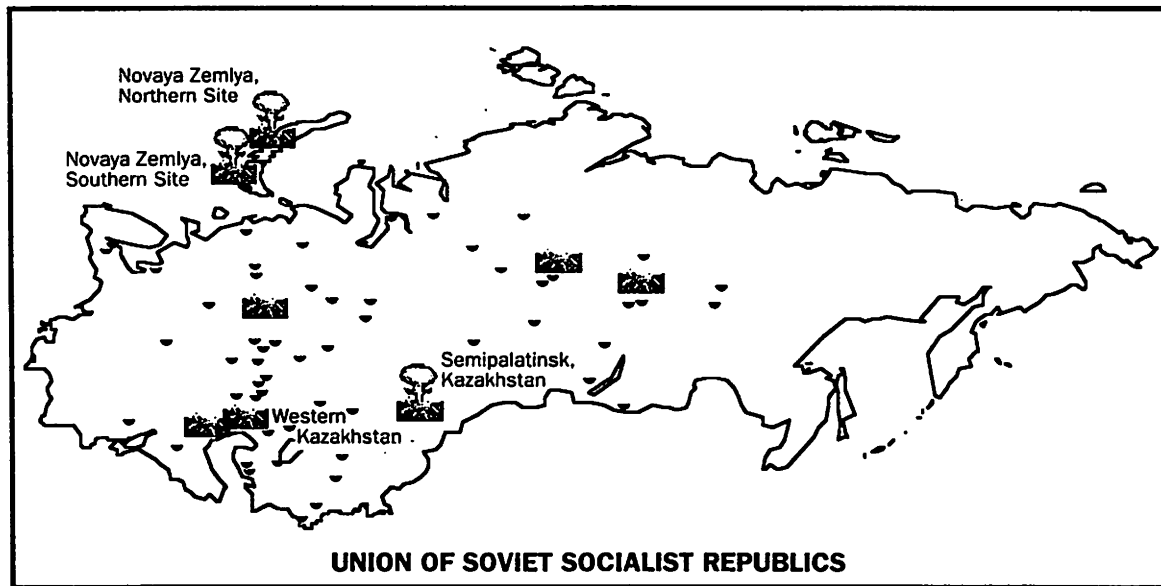 Novaya Zemlya,
Northern Site
Novaya Zemlya,
Southern Site
Semipalatinsk,
Kazakhstan
Western
Kazakhstan
UNION OF SOVIET SOCIALIST REPUBLICS